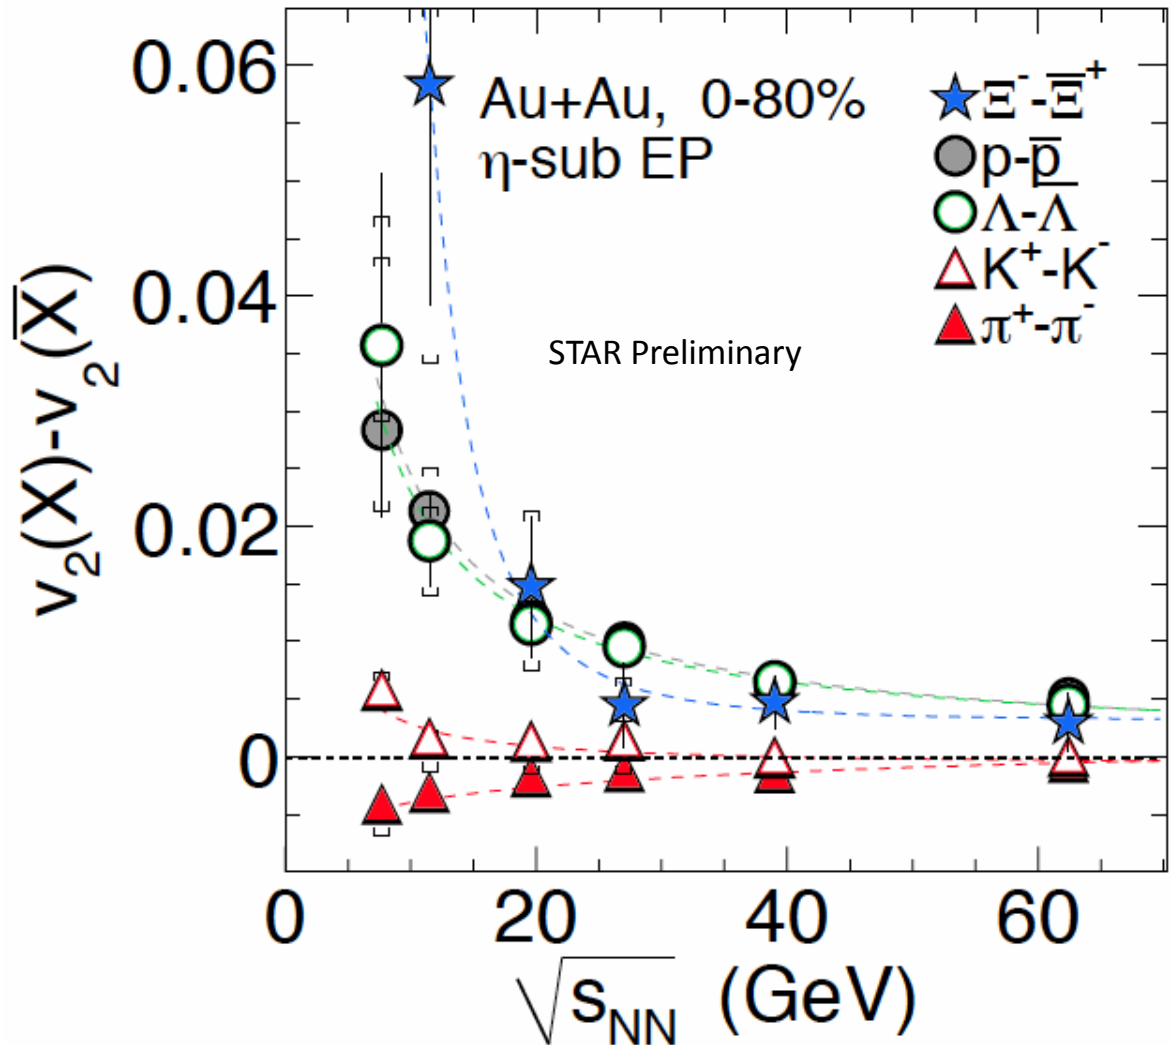 v₂(X)-v₂(X̅)
0.06
0.04
0.02
0
Au+Au, 0-80%
η-sub EP
STAR Preliminary
Ξ⁻-Ξ̅⁺
p-p̅
Λ-Λ̅
K⁺-K⁻
π⁺-π⁻
0 20 40 60
√s_NN (GeV)